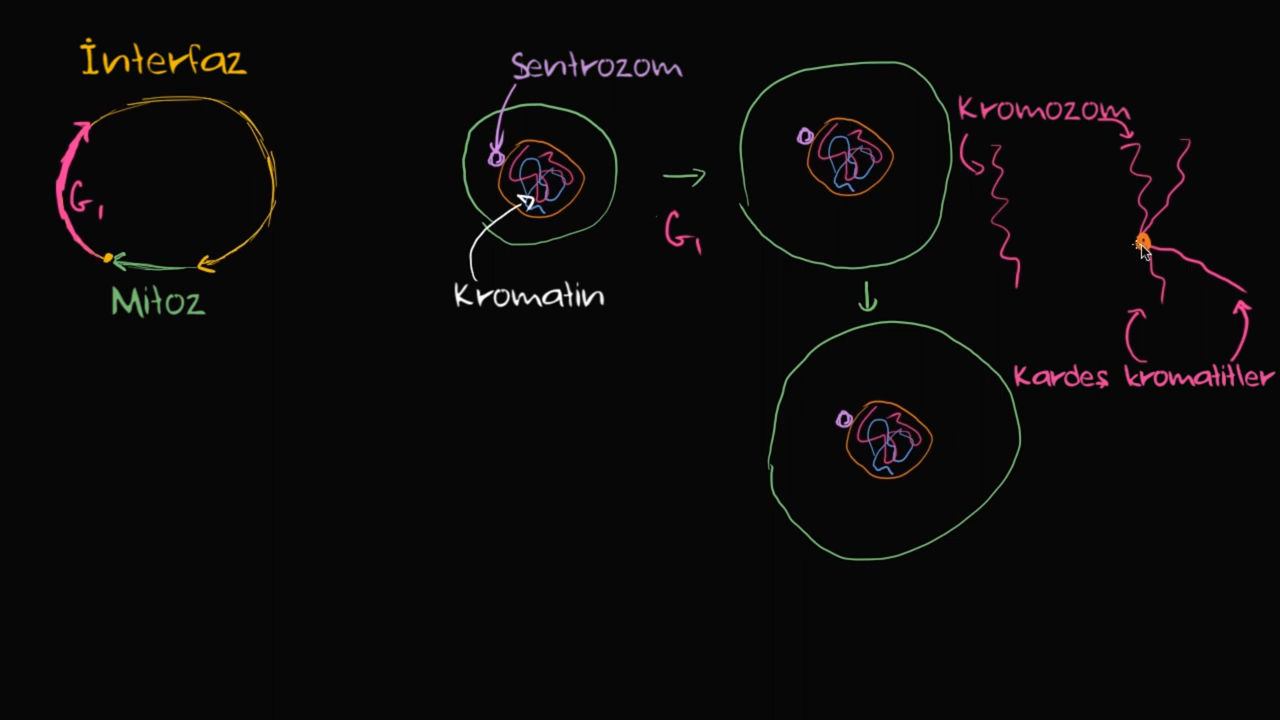 İnterfaz
G1
Mitoz
Sentrozom
Kromatin
G1
Kromozom
Kardeş kromatitler